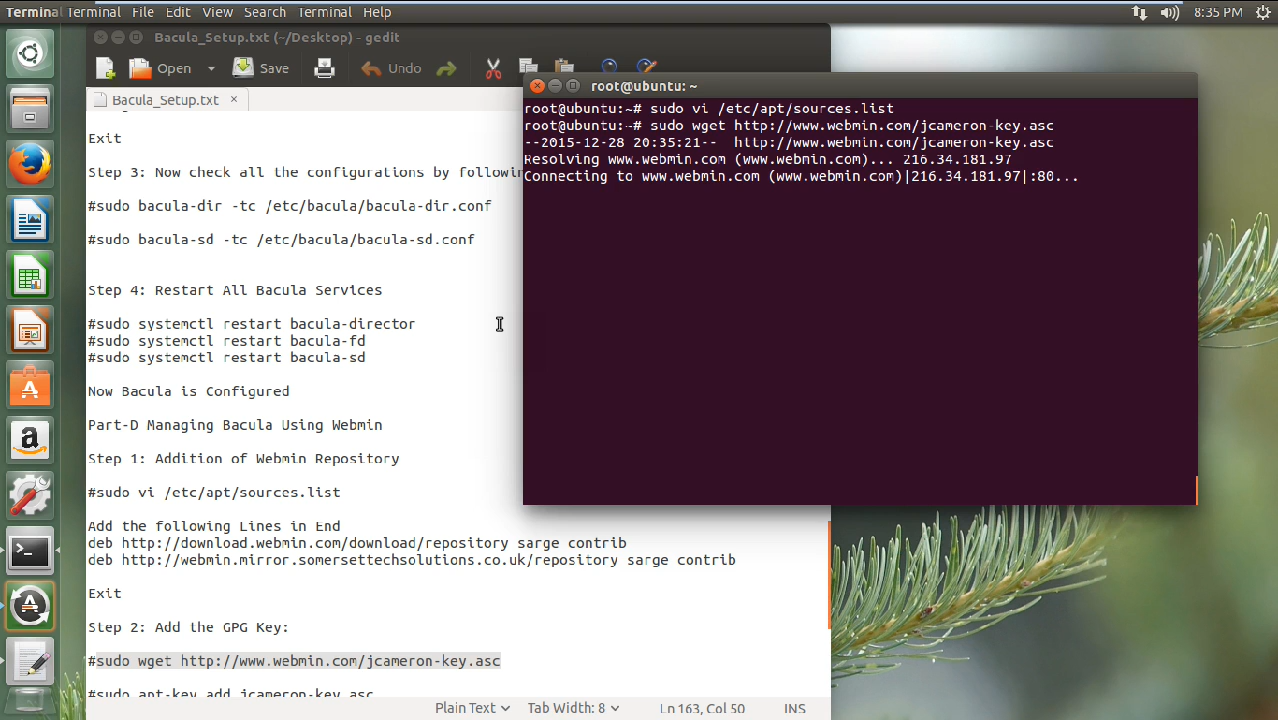 Terminal Terminal File Edit View Search Terminal Help 8:35 PM
Bacula_Setup.txt (~/Desktop) - gedit
Open Save Undo
Bacula_Setup.txt ×
Exit
Step 3: Now check all the configurations by followin
#sudo bacula-dir -tc /etc/bacula/bacula-dir.conf
#sudo bacula-sd -tc /etc/bacula/bacula-sd.conf
Step 4: Restart All Bacula Services
#sudo systemctl restart bacula-director
#sudo systemctl restart bacula-fd
#sudo systemctl restart bacula-sd
Now Bacula is Configured
Part-D Managing Bacula Using Webmin
Step 1: Addition of Webmin Repository
#sudo vi /etc/apt/sources.list
Add the following Lines in End
deb http://download.webmin.com/download/repository sarge contrib
deb http://webmin.mirror.somersettechsolutions.co.uk/repository sarge contrib
Exit
Step 2: Add the GPG Key:
#sudo wget http://www.webmin.com/jcameron-key.asc
#sudo apt-key add jcameron-key.asc
Plain Text Tab Width: 8 Ln 163, Col 50 INS
root@ubuntu: ~
root@ubuntu:~# sudo vi /etc/apt/sources.list
root@ubuntu:~# sudo wget http://www.webmin.com/jcameron-key.asc
--2015-12-28 20:35:21--  http://www.webmin.com/jcameron-key.asc
Resolving www.webmin.com (www.webmin.com)... 216.34.181.97
Connecting to www.webmin.com (www.webmin.com)|216.34.181.97|:80...